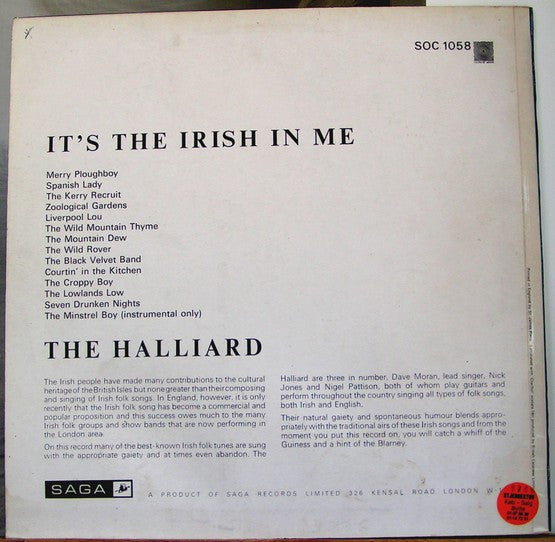 SOC 1058
IT'S THE IRISH IN ME
Merry Ploughboy
Spanish Lady
The Kerry Recruit
Zoological Gardens
Liverpool Lou
The Wild Mountain Thyme
The Mountain Dew
The Wild Rover
The Black Velvet Band
Courtin' in the Kitchen
The Croppy Boy
The Lowlands Low
Seven Drunken Nights
The Minstrel Boy (instrumental only)
THE HALLIARD
The Irish people have made many contributions to the cultural
heritage of the British Isles but none greater than their composing
and singing of Irish folk songs. In England, however, it is only
recently that the Irish folk song has become a commercial and
popular proposition and this success owes much to the many
Irish folk groups and show bands that are now performing in
the London area.
On this record many of the best-known Irish folk tunes are sung
with the appropriate gaiety and at times even abandon. The
Halliard are three in number, Dave Moran, lead singer, Nick
Jones and Nigel Pattison, both of whom play guitars and
perform throughout the country singing all types of folk songs,
both Irish and English.
Their natural gaiety and spontaneous humour blends appro-
priately with the traditional airs of these Irish songs and from the
moment you put this record on, you will catch a whiff of the
Guiness and a hint of the Blarney.
SAGA
A PRODUCT OF SAGA RECORDS LIMITED 326 KENSAL ROAD LONDON W.1